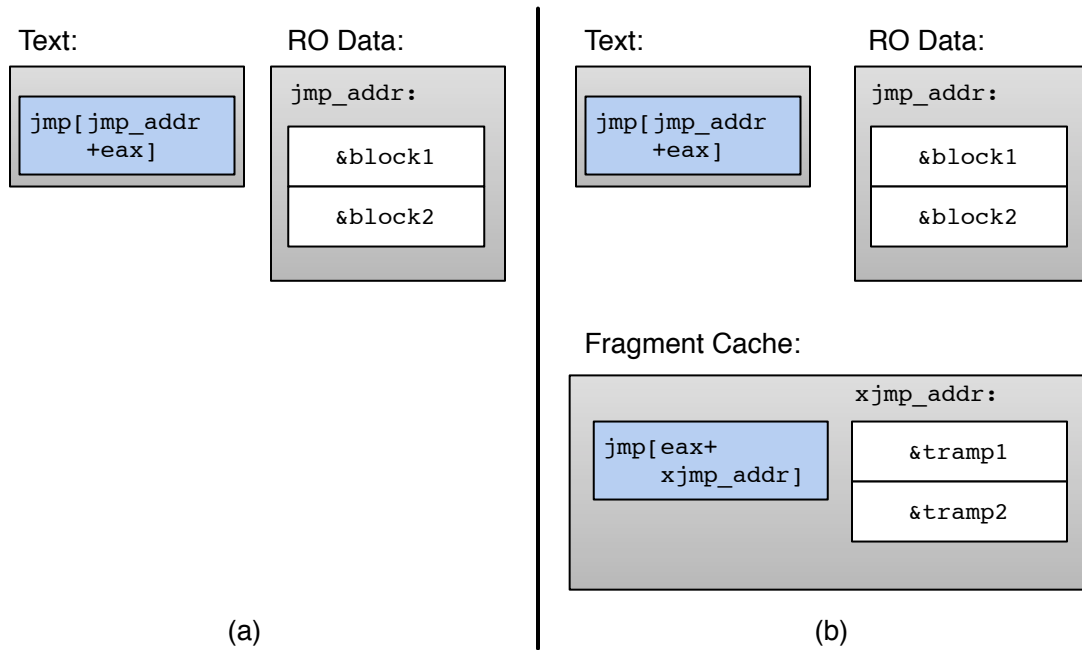 Text:
RO Data:
jmp[jmp_addr
+eax]
jmp_addr:
&block1
&block2
(a)
Text:
RO Data:
jmp[jmp_addr
+eax]
jmp_addr:
&block1
&block2
Fragment Cache:
jmp[eax+
xjmp_addr]
xjmp_addr:
&tramp1
&tramp2
(b)